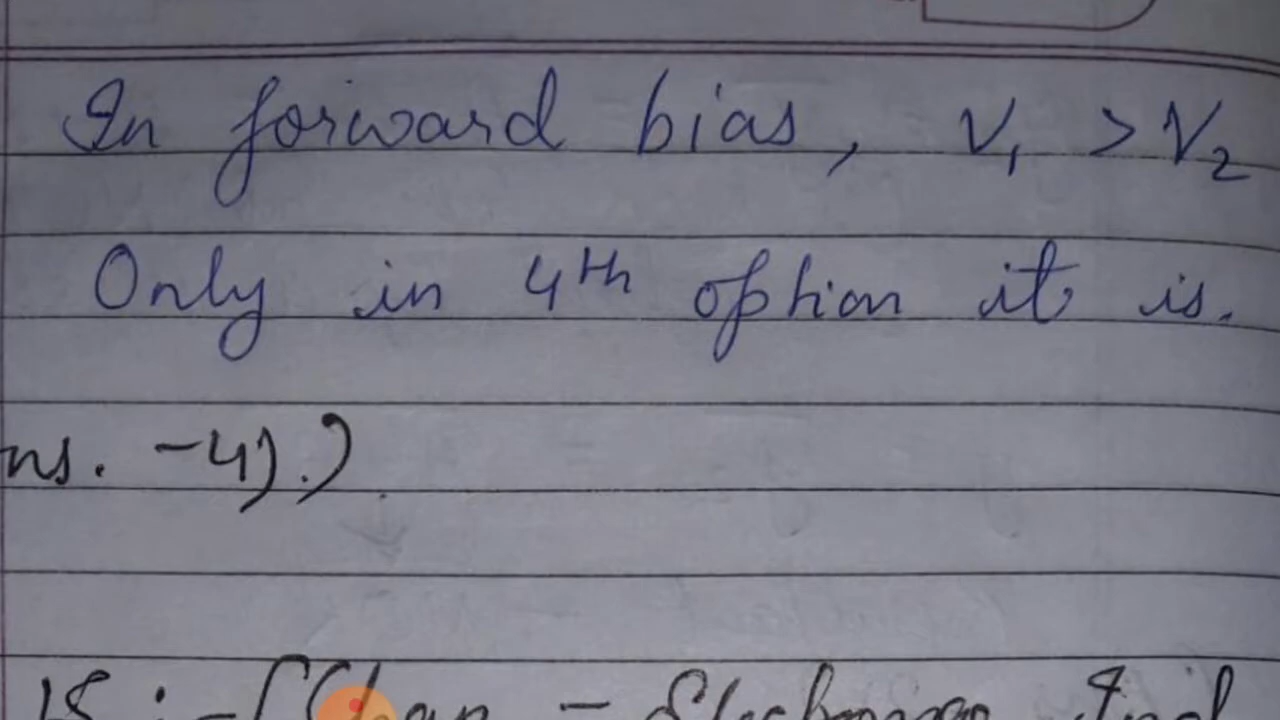 In forward bias, V₁ > V₂
Only in 4th option it is.
ns. -4).)